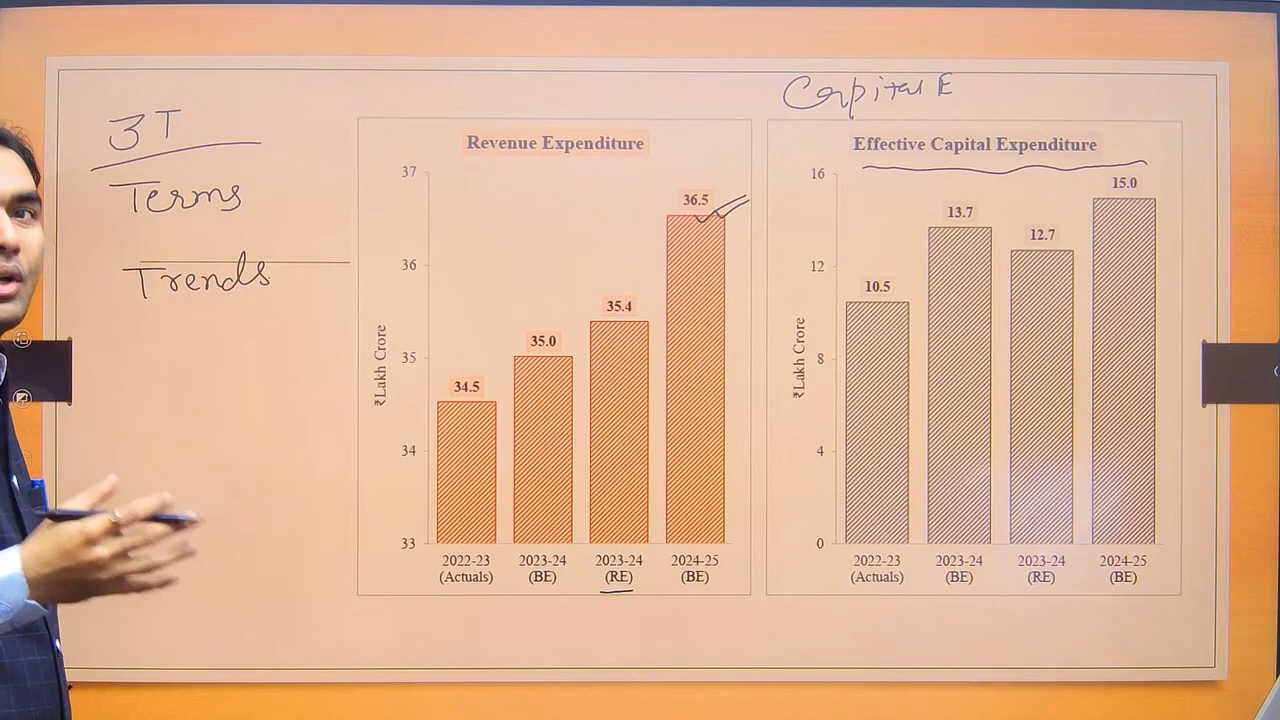 3T
Terms
Trends
Revenue Expenditure
37
36
35
34
33
₹Lakh Crore
34.5
35.0
35.4
36.5
2022-23
(Actuals)
2023-24
(BE)
2023-24
(RE)
2024-25
(BE)
Capital E
Effective Capital Expenditure
16
12
8
4
0
₹Lakh Crore
10.5
13.7
12.7
15.0
2022-23
(Actuals)
2023-24
(BE)
2023-24
(RE)
2024-25
(BE)